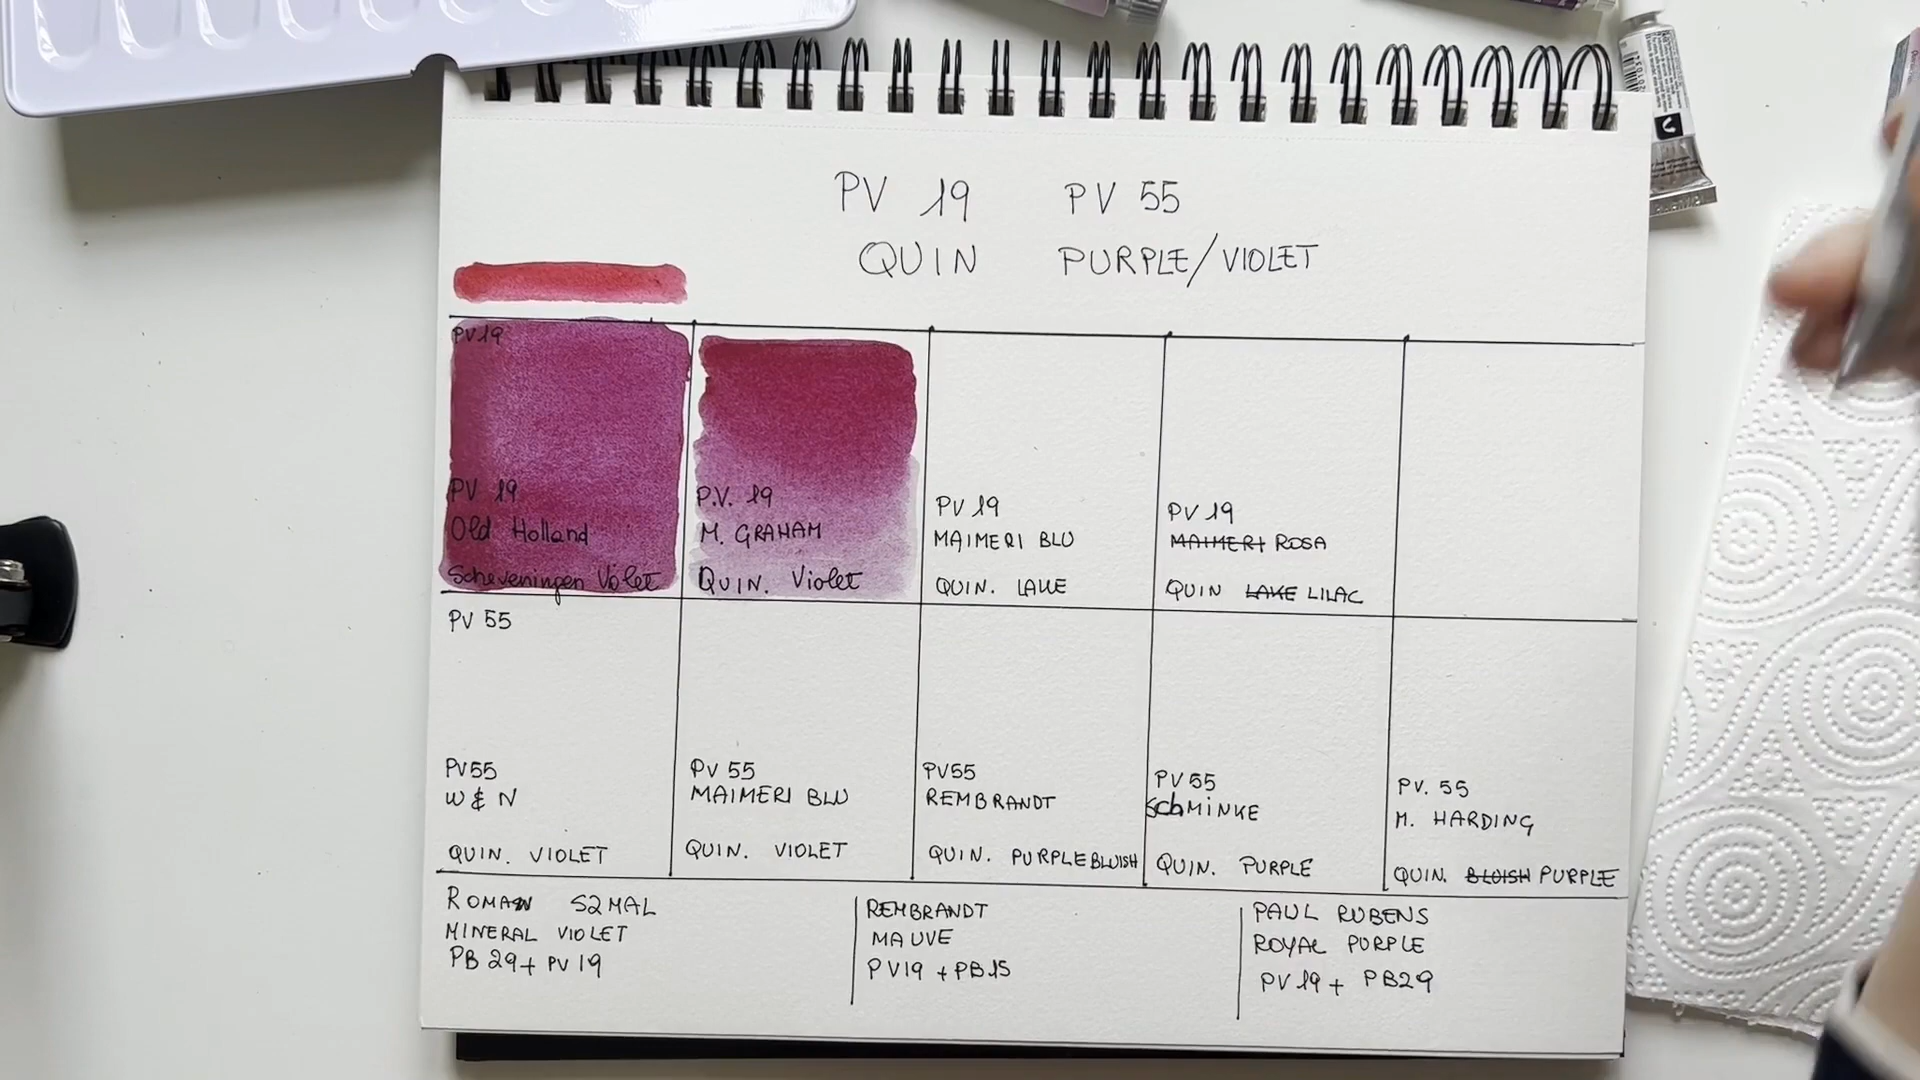 PV 19 PV 55
QUIN PURPLE/VIOLET
PV19
PV 19
Old Holland
Scheveningen Violet
P.V. 19
M. GRAHAM
QUIN. Violet
PV 19
MAIMERI BLU
QUIN. LAKE
PV 19
MAIMERI ROSA
QUIN LAKE LILAC
PV 55
PV55
W & N
QUIN. VIOLET
PV 55
MAIMERI BLU
QUIN. VIOLET
PV55
REMBRANDT
QUIN. PURPLE BLUISH
PV 55
SchMiNKE
QUIN. PURPLE
PV. 55
M. HARDING
QUIN. BLUISH PURPLE
ROMAN SZMAL
MINERAL VIOLET
PB 29+ PV 19
REMBRANDT
MAUVE
PV19 + PB15
PAUL RUBENS
ROYAL PURPLE
PV 19 + PB29